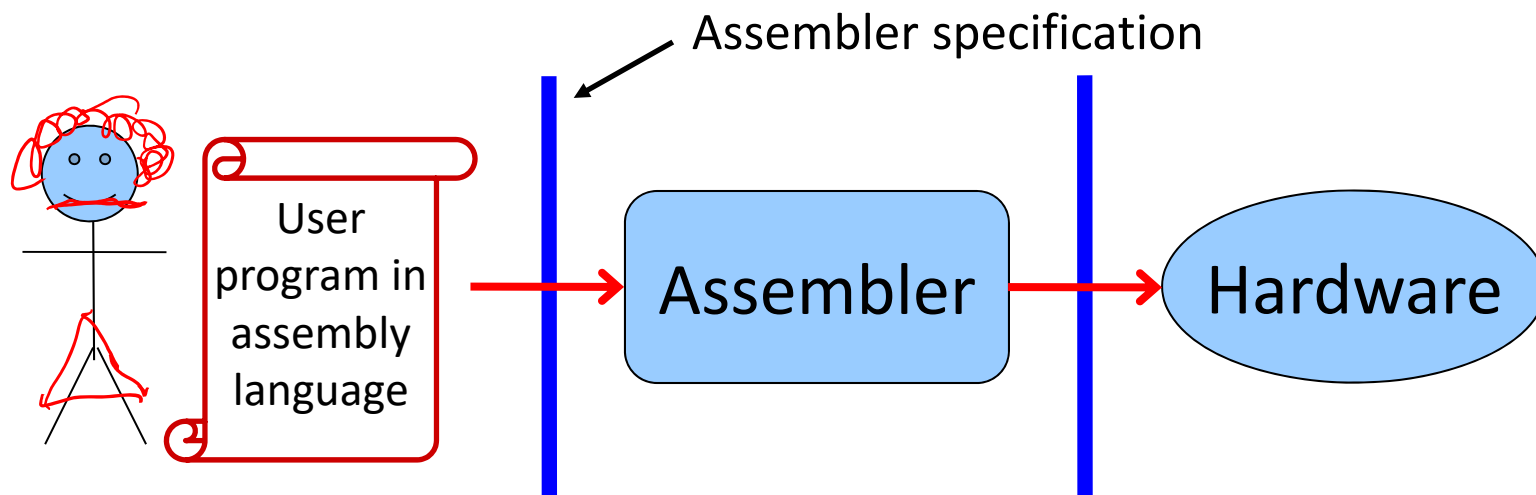 Assembler specification
User
program in
assembly
language
Assembler
Hardware